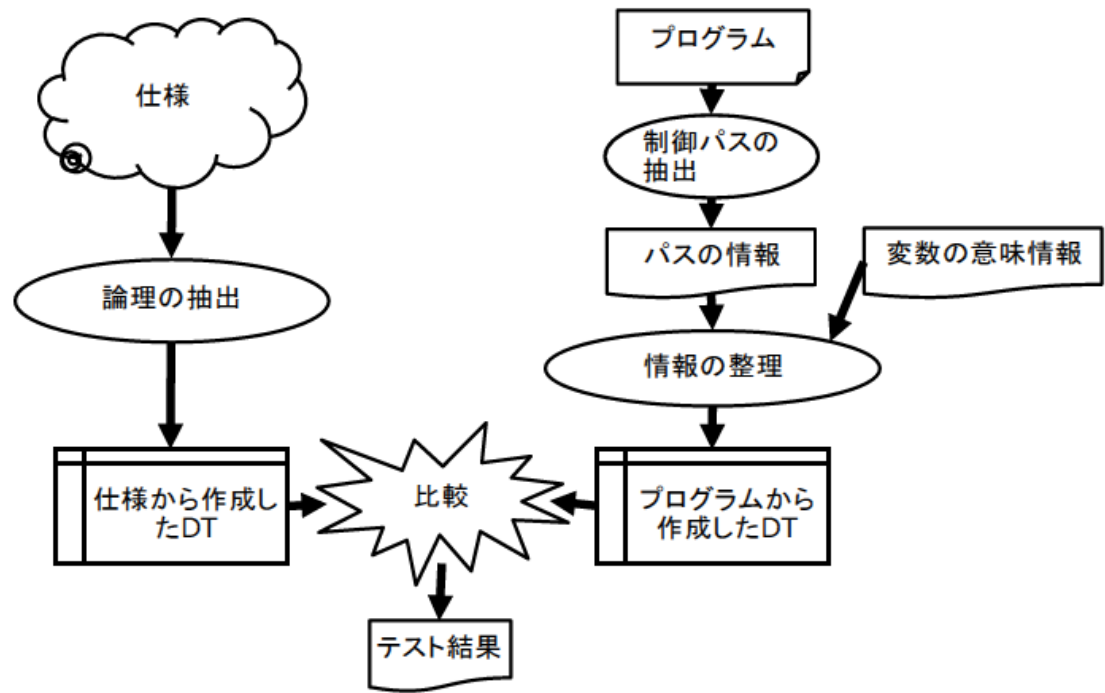 仕様
論理の抽出
仕様から作成し
たDT
プログラム
制御パスの
抽出
パスの情報
変数の意味情報
情報の整理
プログラムから
作成したDT
比較
テスト結果